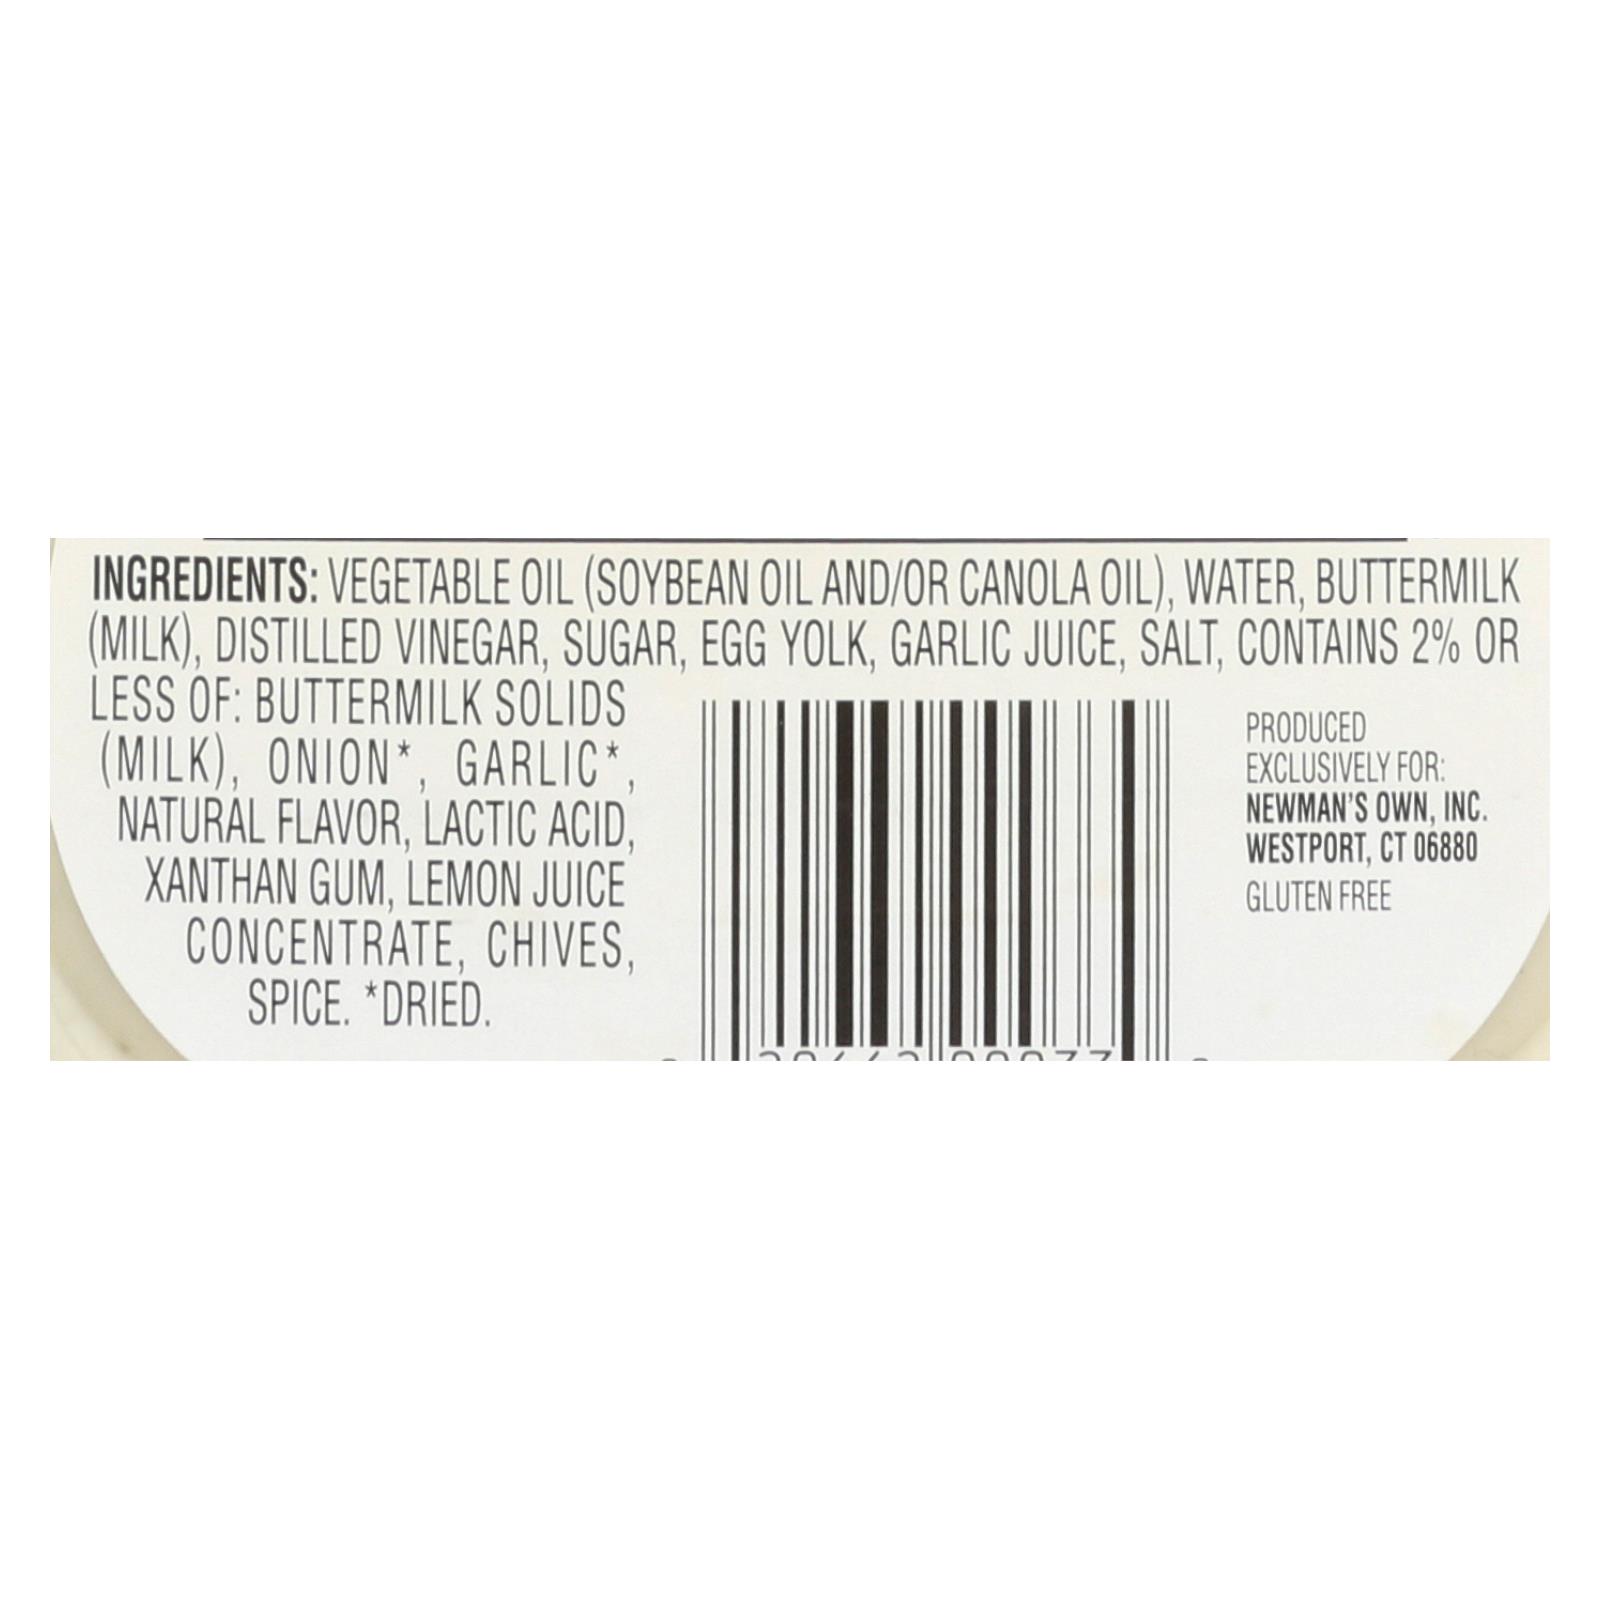 INGREDIENTS: VEGETABLE OIL (SOYBEAN OIL AND/OR CANOLA OIL), WATER, BUTTERMILK
(MILK), DISTILLED VINEGAR, SUGAR, EGG YOLK, GARLIC JUICE, SALT, CONTAINS 2% OR
LESS OF: BUTTERMILK SOLIDS
(MILK), ONION*, GARLIC*,
NATURAL FLAVOR, LACTIC ACID,
XANTHAN GUM, LEMON JUICE
CONCENTRATE, CHIVES,
SPICE. *DRIED.
PRODUCED
EXCLUSIVELY FOR:
NEWMAN'S OWN, INC.
WESTPORT, CT 06880
GLUTEN FREE